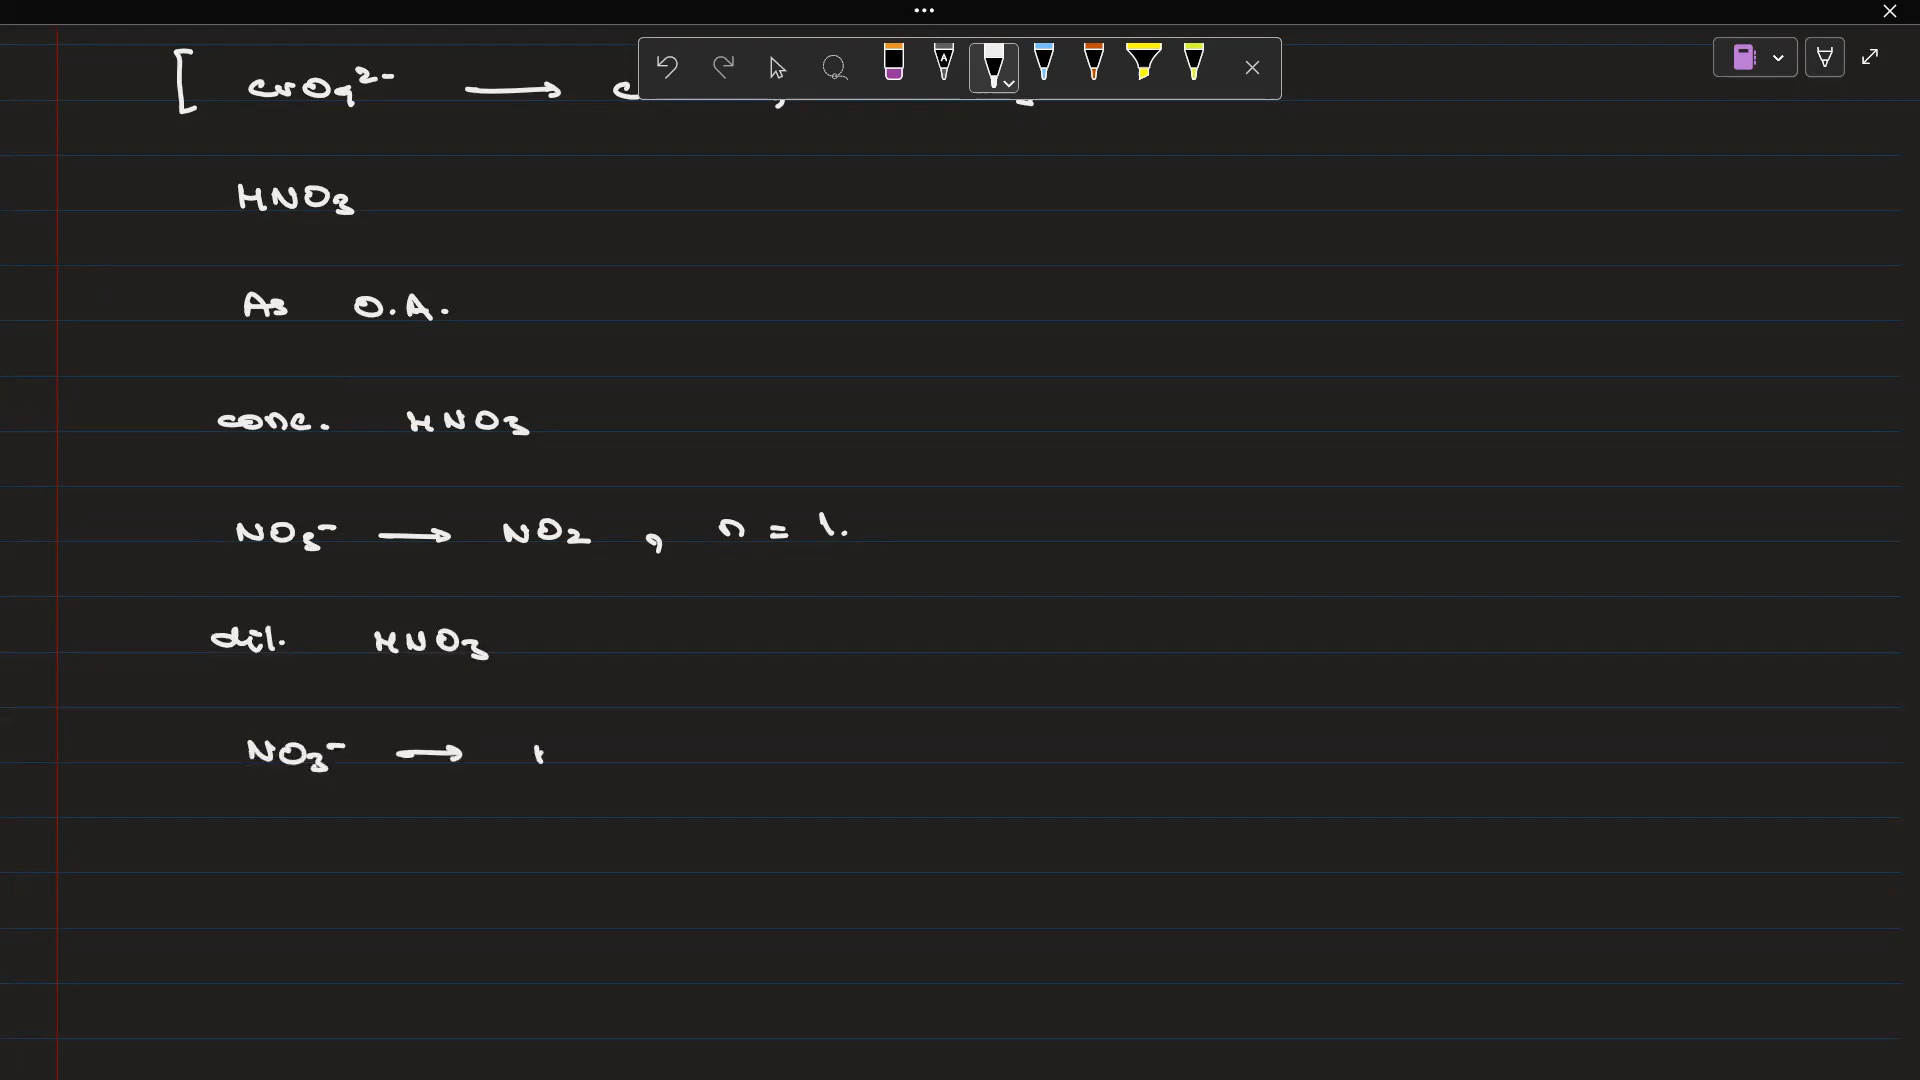 [ CrO4^2- ⟶
HNO3
As O.A.
conc. HNO3
NO3^- ⟶ NO2 , n = 1.
dil. HNO3
NO3^- ⟶